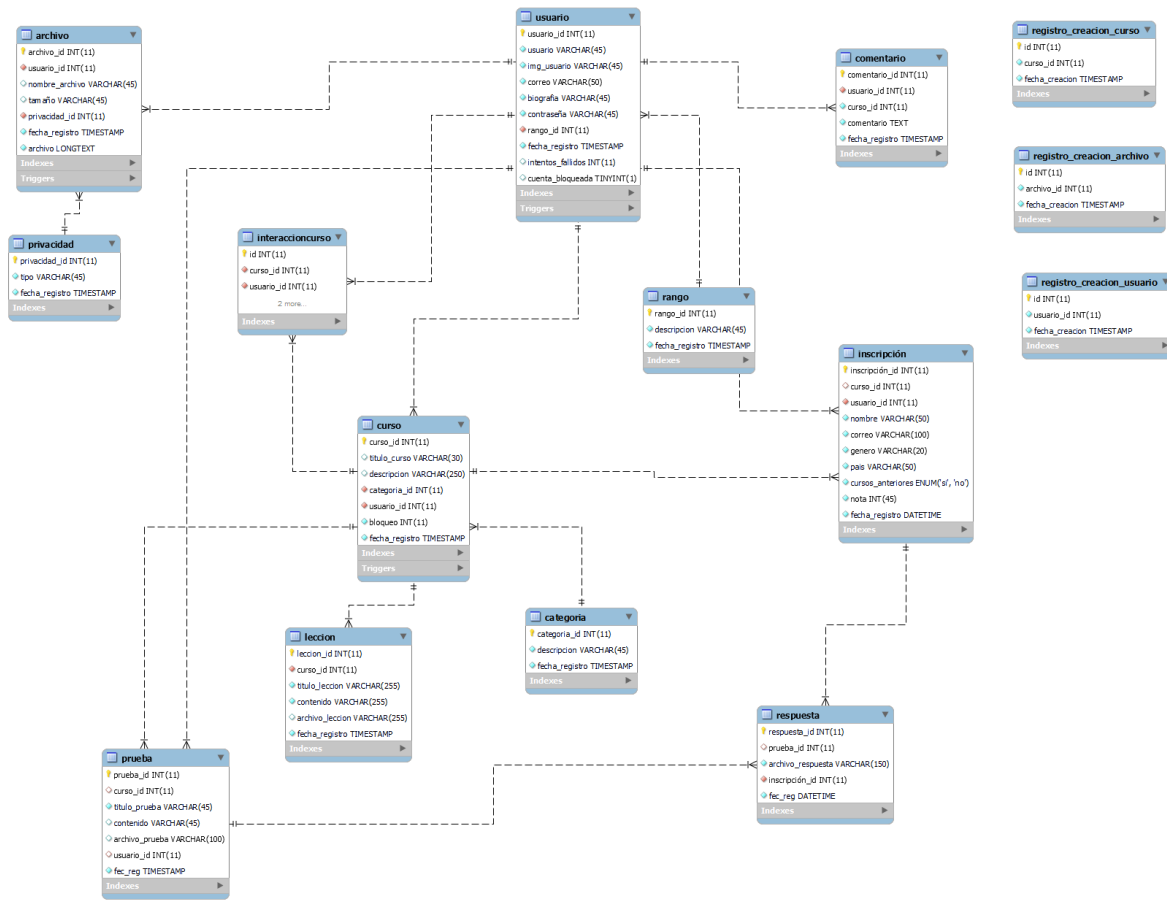 archivo
archivo_id INT(11)
usuario_id INT(11)
nombre_archivo VARCHAR(45)
tamaño VARCHAR(45)
privacidad_id INT(11)
fecha_registro TIMESTAMP
archivo LONGTEXT
Indexes
Triggers
usuario
usuario_id INT(11)
usuario VARCHAR(45)
img_usuario VARCHAR(45)
correo VARCHAR(50)
biografia VARCHAR(45)
contraseña VARCHAR(45)
rango_id INT(11)
fecha_registro TIMESTAMP
intentos_fallidos INT(11)
cuenta_bloqueada TINYINT(1)
Indexes
Triggers
comentario
comentario_id INT(11)
usuario_id INT(11)
curso_id INT(11)
comentario TEXT
fecha_registro TIMESTAMP
Indexes
registro_creacion_curso
id INT(11)
curso_id INT(11)
fecha_creacion TIMESTAMP
Indexes
registro_creacion_archivo
id INT(11)
archivo_id INT(11)
fecha_creacion TIMESTAMP
Indexes
privacidad
privacidad_id INT(11)
tipo VARCHAR(45)
fecha_registro TIMESTAMP
Indexes
interaccioncurso
id INT(11)
curso_id INT(11)
usuario_id INT(11)
2 more...
Indexes
rango
rango_id INT(11)
descripcion VARCHAR(45)
fecha_registro TIMESTAMP
Indexes
registro_creacion_usuario
id INT(11)
usuario_id INT(11)
fecha_creacion TIMESTAMP
Indexes
inscripción
inscripción_id INT(11)
curso_id INT(11)
usuario_id INT(11)
nombre VARCHAR(50)
correo VARCHAR(100)
genero VARCHAR(20)
pais VARCHAR(50)
cursos_anteriores ENUM('sí', 'no')
nota INT(45)
fecha_registro DATETIME
Indexes
curso
curso_id INT(11)
titulo_curso VARCHAR(30)
descripcion VARCHAR(250)
categoria_id INT(11)
usuario_id INT(11)
bloqueo INT(11)
fecha_registro TIMESTAMP
Indexes
Triggers
leccion
leccion_id INT(11)
curso_id INT(11)
titulo_leccion VARCHAR(255)
contenido VARCHAR(255)
archivo_leccion VARCHAR(255)
fecha_registro TIMESTAMP
Indexes
categoria
categoria_id INT(11)
descripcion VARCHAR(45)
fecha_registro TIMESTAMP
Indexes
respuesta
respuesta_id INT(11)
prueba_id INT(11)
archivo_respuesta VARCHAR(150)
inscripción_id INT(11)
fec_reg DATETIME
Indexes
prueba
prueba_id INT(11)
curso_id INT(11)
titulo_prueba VARCHAR(45)
contenido VARCHAR(45)
archivo_prueba VARCHAR(100)
usuario_id INT(11)
fec_reg TIMESTAMP
Indexes